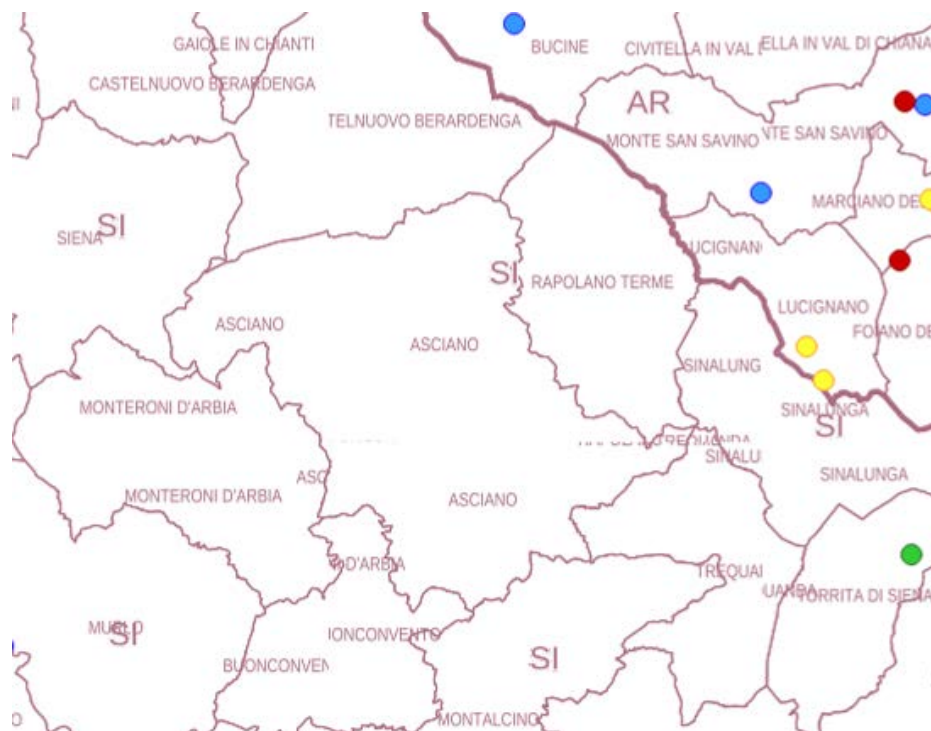 GAIOLE IN CHIANTI
BUCINE
CIVITELLA IN VAL
ELLA IN VAL DI CHIANA
CASTELNUOVO BERARDENGA
AR
TELNUOVO BERARDENGA
MONTE SAN SAVINO
NTE SAN SAVINO
MARCIANO DE
SI
SIENA
LUCIGNAN
SI
RAPOLANO TERME
LUCIGNANO
ASCIANO
FOIANO DE
ASCIANO
SINALUNG
MONTERONI D'ARBIA
SINALUNGA
SI
SINALU
SINALUNGA
ASC
MONTERONI D'ARBIA
ASCIANO
D'ARBIA
TREQUA
UANDA
TORRITA DI SIENA
SI
IONCONVENTO
BUONCONVEN
SI
MONTALCINO